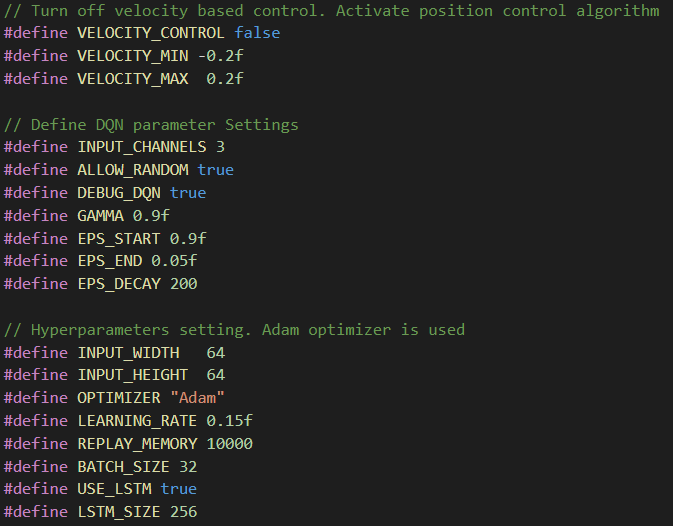 // Turn off velocity based control. Activate position control algorithm
#define VELOCITY_CONTROL false
#define VELOCITY_MIN -0.2f
#define VELOCITY_MAX  0.2f
// Define DQN parameter Settings
#define INPUT_CHANNELS 3
#define ALLOW_RANDOM true
#define DEBUG_DQN true
#define GAMMA 0.9f
#define EPS_START 0.9f
#define EPS_END 0.05f
#define EPS_DECAY 200
// Hyperparameters setting. Adam optimizer is used
#define INPUT_WIDTH   64
#define INPUT_HEIGHT  64
#define OPTIMIZER "Adam"
#define LEARNING_RATE 0.15f
#define REPLAY_MEMORY 10000
#define BATCH_SIZE 32
#define USE_LSTM true
#define LSTM_SIZE 256